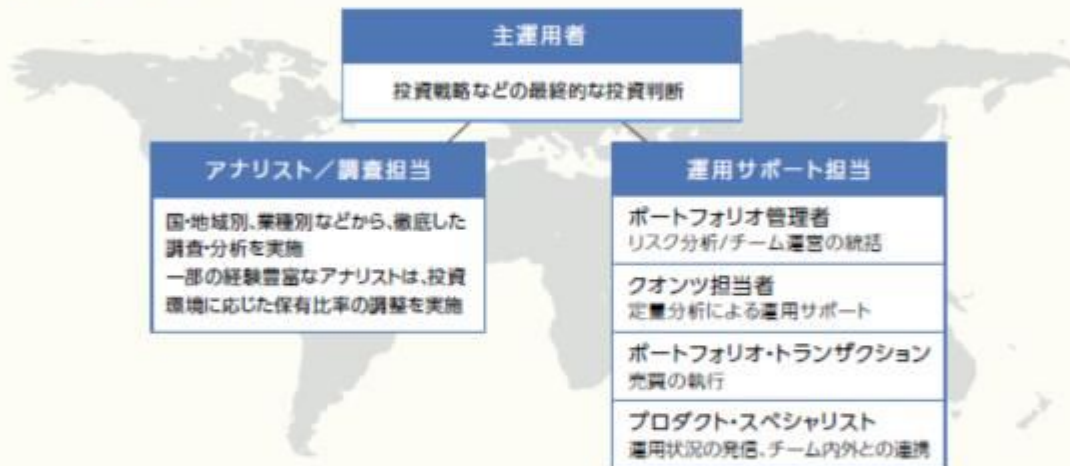 主運用者
投資戦略などの最終的な投資判断
アナリスト／調査担当
国・地域別、業種別などから、徹底した
調査・分析を実施
一部の経験豊富なアナリストは、投資
環境に応じた保有比率の調整を実施
運用サポート担当
ポートフォリオ管理者
リスク分析/チーム運営の統括
クオンツ担当者
定量分析による運用サポート
ポートフォリオ・トランザクション
売買の執行
プロダクト・スペシャリスト
運用状況の発信、チーム内外との連携